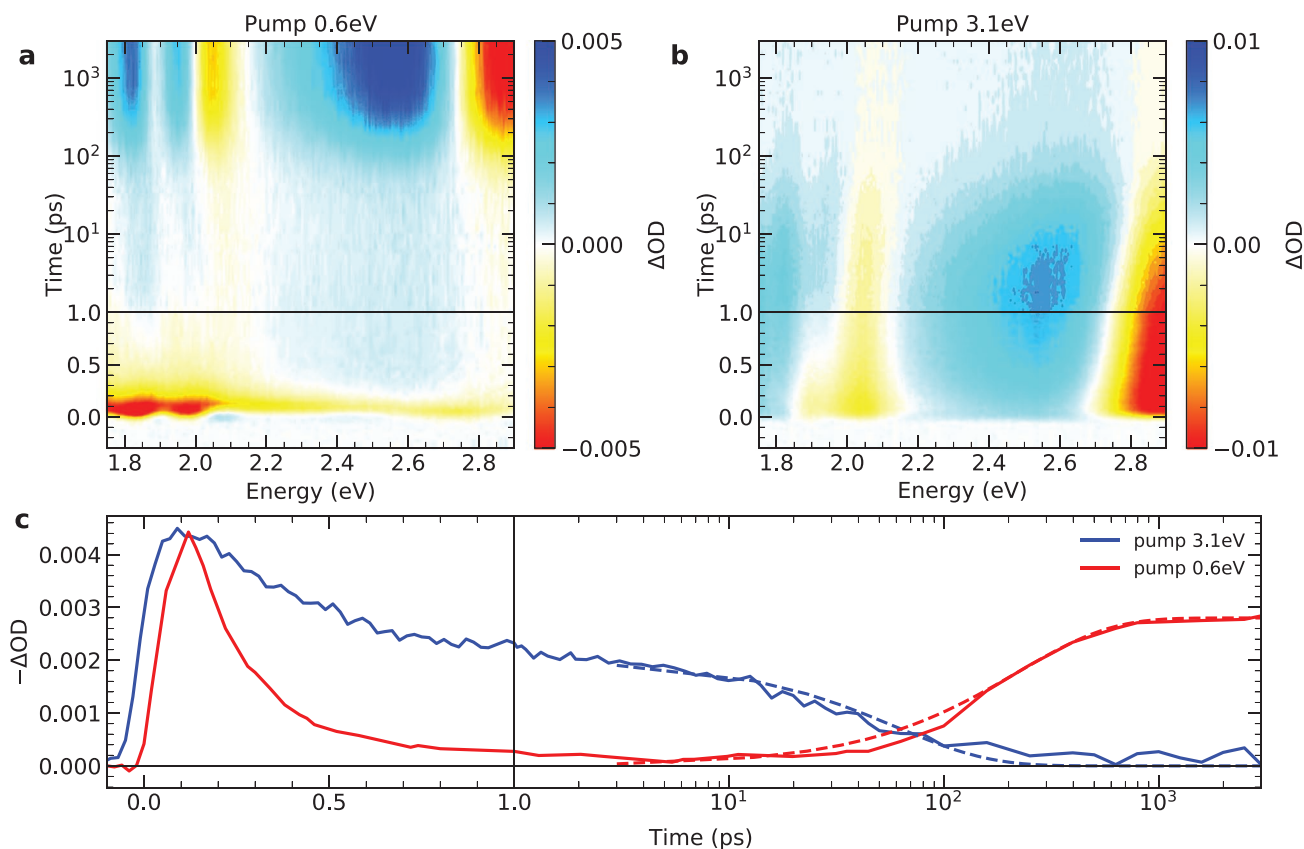 Pump 0.6eV
a
Time (ps)
10³
10²
10¹
1.0
0.5
0.0
1.8 2.0 2.2 2.4 2.6 2.8
Energy (eV)
0.005
0.000
−0.005
ΔOD
Pump 3.1eV
b
Time (ps)
10³
10²
10¹
1.0
0.5
0.0
1.8 2.0 2.2 2.4 2.6 2.8
Energy (eV)
0.01
0.00
−0.01
ΔOD
c
−ΔOD
0.004
0.003
0.002
0.001
0.000
pump 3.1eV
pump 0.6eV
0.0 0.5 1.0 10¹ 10² 10³
Time (ps)